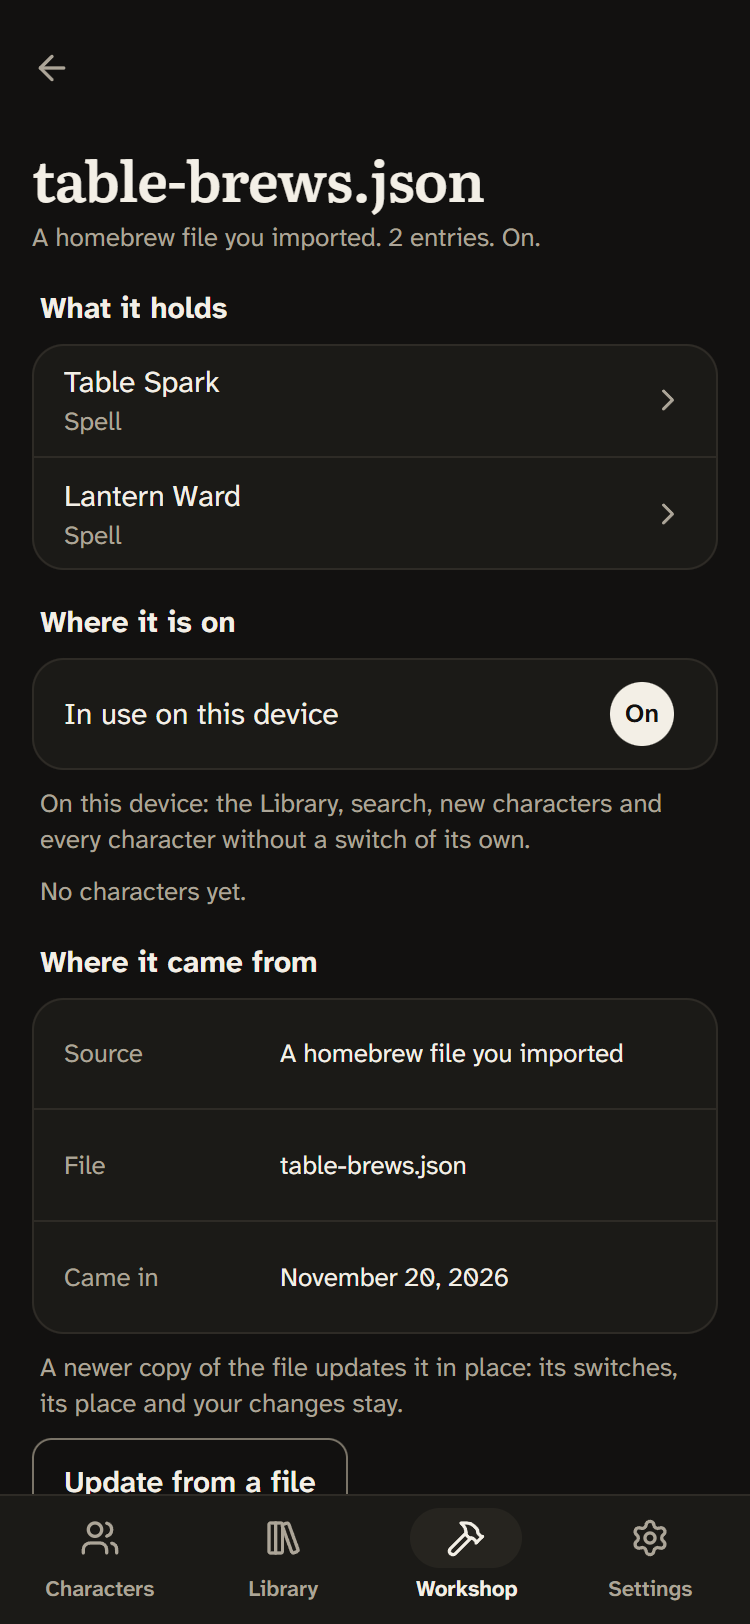 table-brews.json
A homebrew file you imported. 2 entries. On.
What it holds
Table Spark
Spell
Lantern Ward
Spell
Where it is on
In use on this device
On
On this device: the Library, search, new characters and
every character without a switch of its own.
No characters yet.
Where it came from
Source
A homebrew file you imported
File
table-brews.json
Came in
November 20, 2026
A newer copy of the file updates it in place: its switches,
its place and your changes stay.
Update from a file
Characters
Library
Workshop
Settings